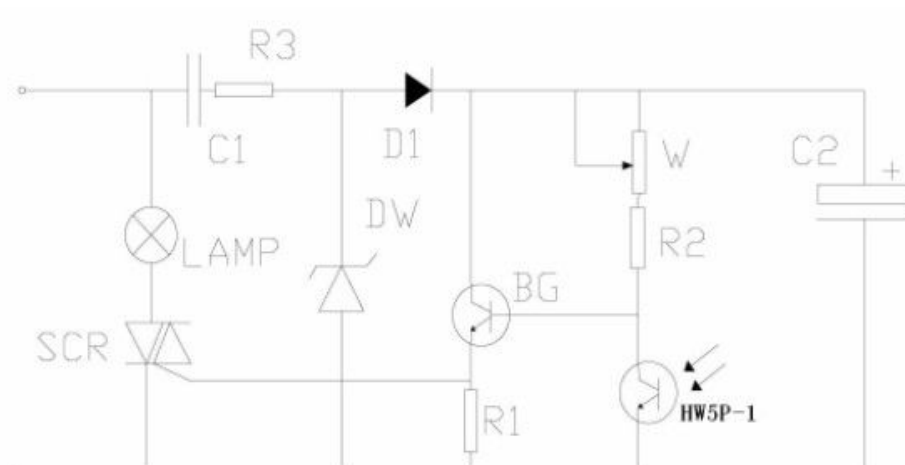 R3
C1
D1
W
C2
+
DW
LAMP
R2
BG
SCR
R1
HW5P-1